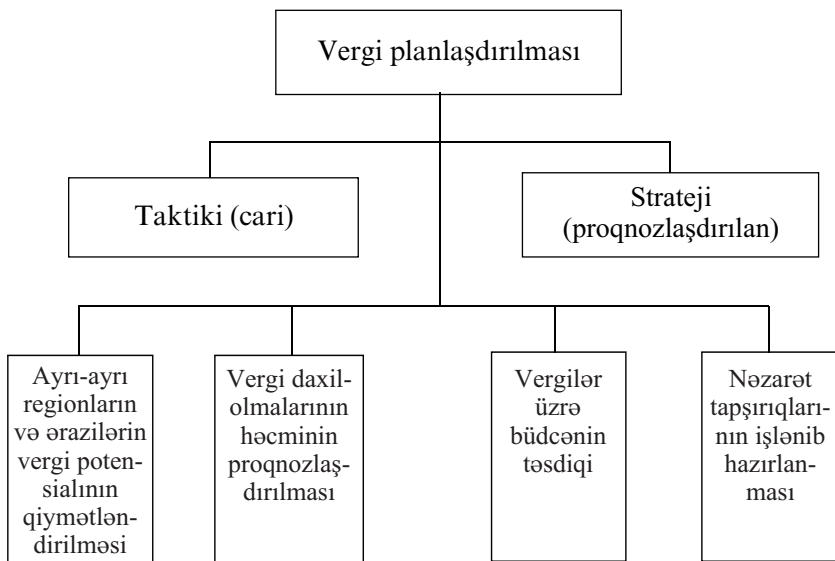 Vergi planlaşdırılması
Taktiki (cari)
Strateji
(proqnozlaşdırılan)
Ayrı-ayrı
regionların
və ərazilərin
vergi poten-
sialının
qiymətlən-
dirilməsi
Vergi daxil-
olmalarının
həcminin
proqnozlaş-
dırılması
Vergilər
üzrə
büdcənin
təsdiqi
Nəzarət
tapşırıqları-
nın işlənib
hazırlan-
ması